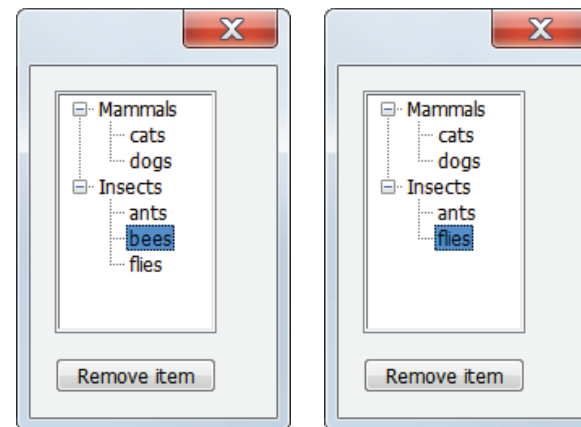 Mammals
cats
dogs
Insects
ants
bees
flies
Remove item
Mammals
cats
dogs
Insects
ants
flies
Remove item